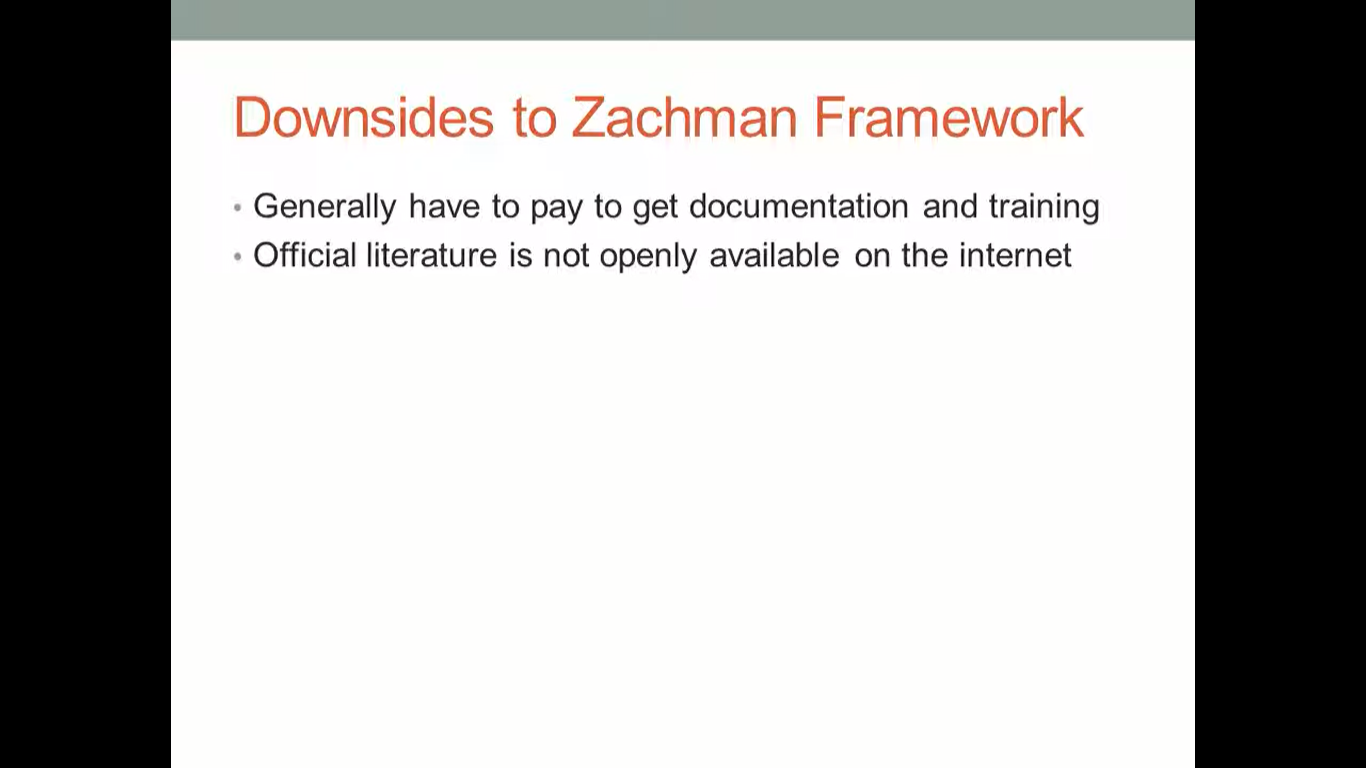 Downsides to Zachman Framework
• Generally have to pay to get documentation and training
• Official literature is not openly available on the internet